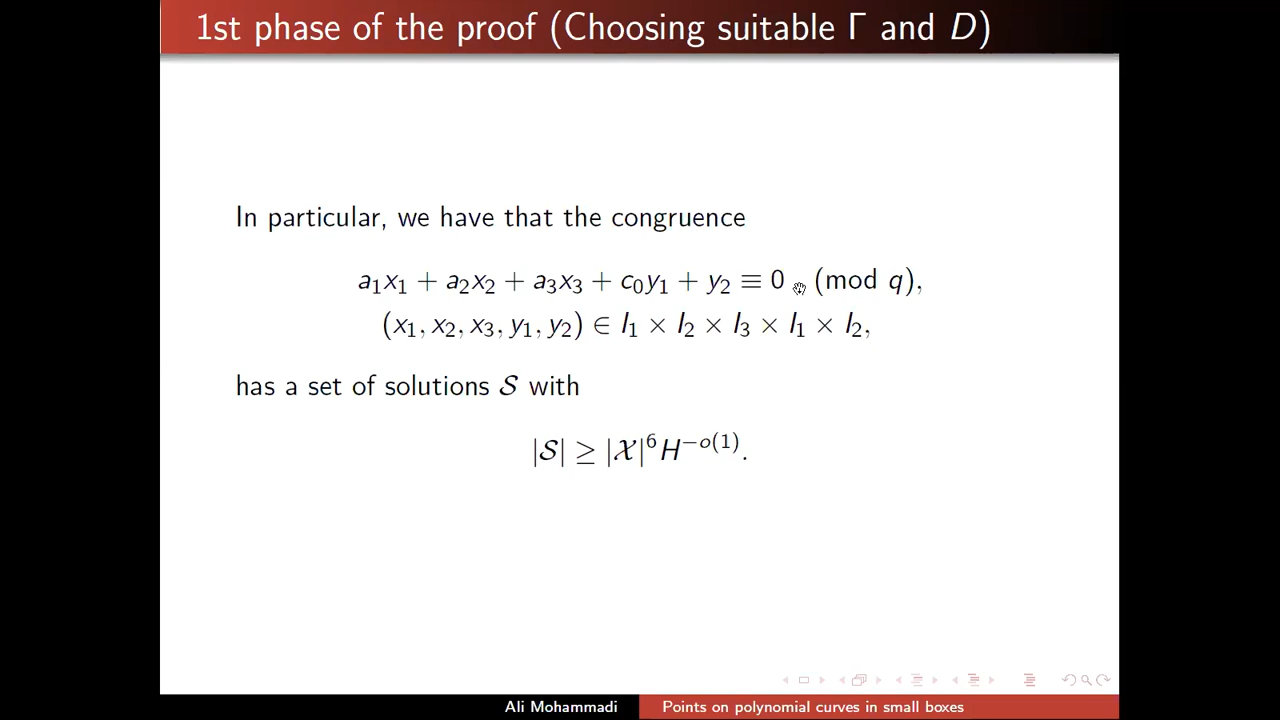 1st phase of the proof (Choosing suitable Γ and D)
In particular, we have that the congruence
a₁x₁ + a₂x₂ + a₃x₃ + c₀y₁ + y₂ ≡ 0 (mod q),
(x₁, x₂, x₃, y₁, y₂) ∈ I₁ × I₂ × I₃ × I₁ × I₂,
has a set of solutions 𝒮 with
|𝒮| ≥ |𝒳|⁶H^{−o(1)}.
Ali Mohammadi Points on polynomial curves in small boxes